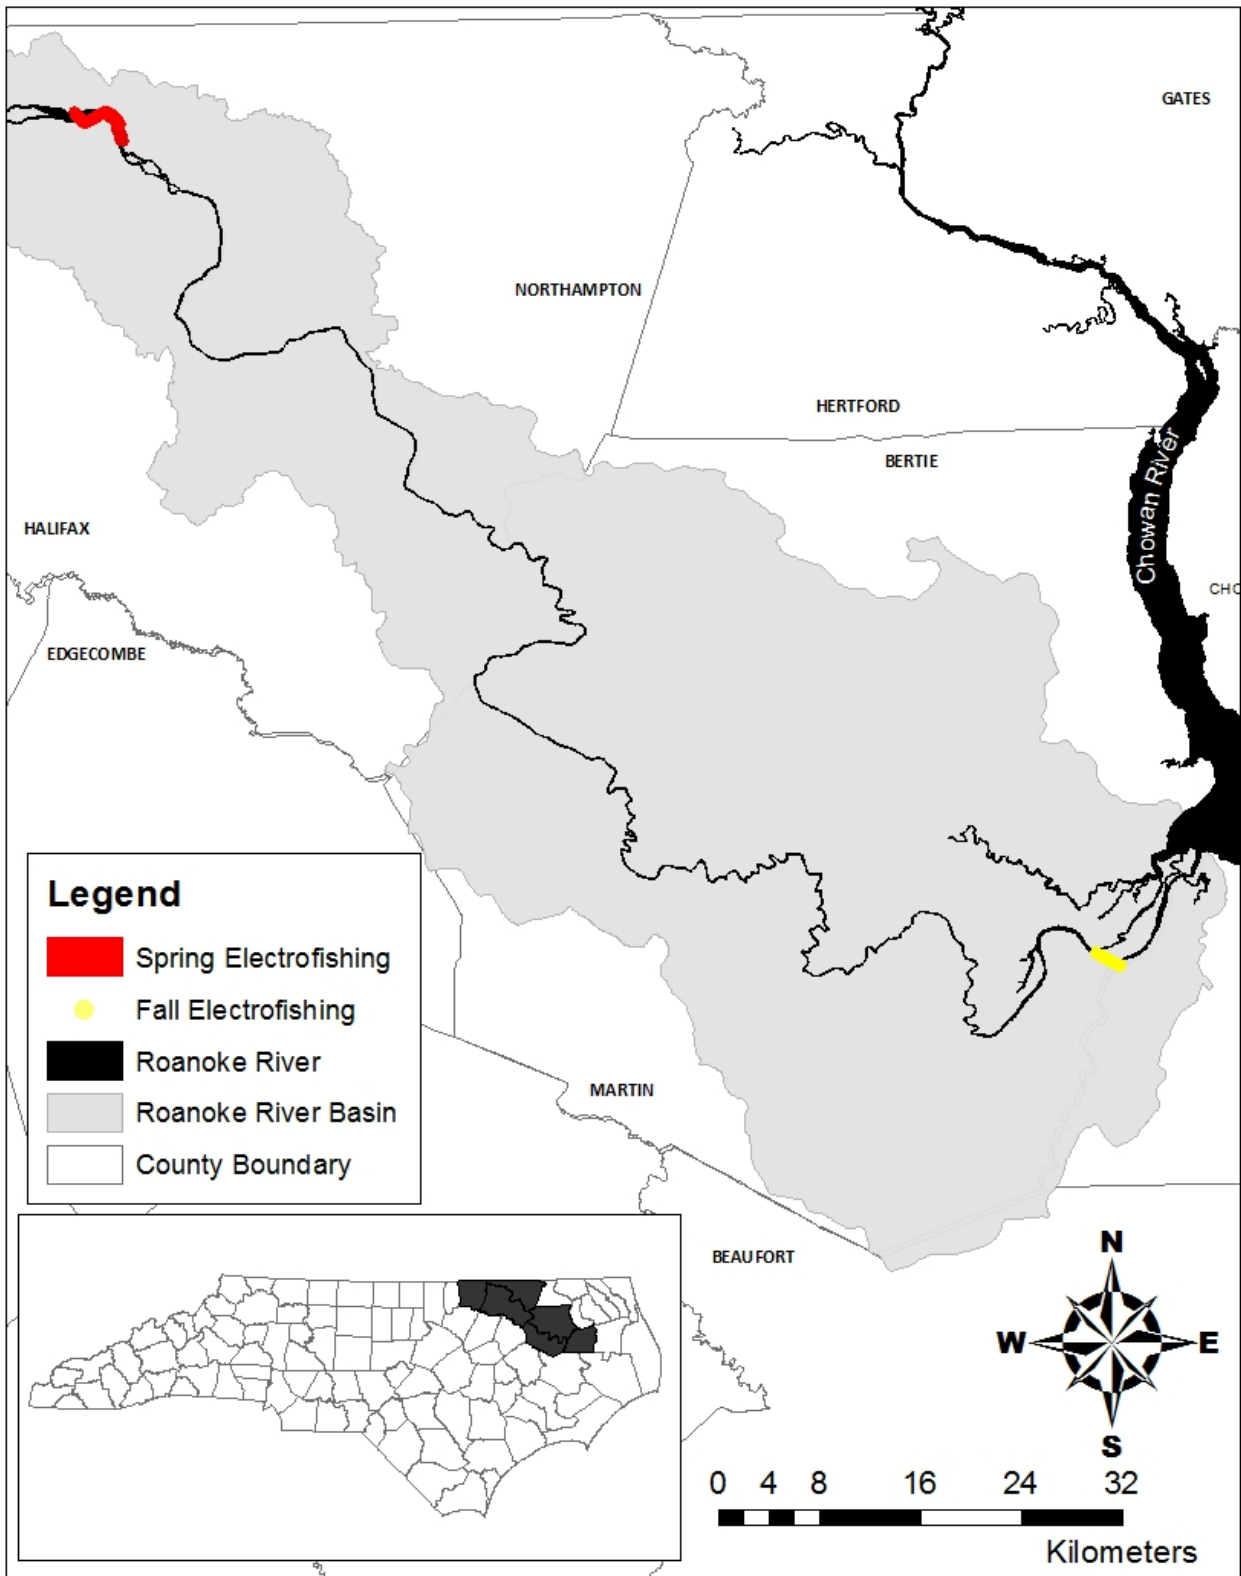 GATES
NORTHAMPTON
HERTFORD
BERTIE
Chowan River
HALIFAX
CHO
EDGECOMBE
Legend
Spring Electrofishing
Fall Electrofishing
Roanoke River
Roanoke River Basin
County Boundary
MARTIN
BEAUFORT
N
W E
S
0 4 8 16 24 32
Kilometers